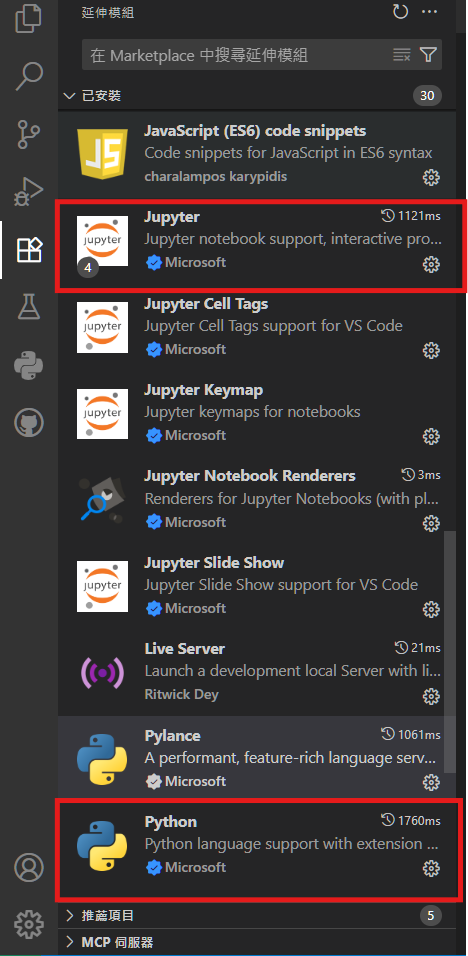 延伸模組
在 Marketplace 中搜尋延伸模組
已安裝 30
JavaScript (ES6) code snippets
Code snippets for JavaScript in ES6 syntax
charalampos karypidis
JS
Jupyter 1121ms
Jupyter notebook support, interactive pro...
Microsoft
jupyter
4
Jupyter Cell Tags
Jupyter Cell Tags support for VS Code
Microsoft
jupyter
Jupyter Keymap
Jupyter keymaps for notebooks
Microsoft
jupyter
Jupyter Notebook Renderers 3ms
Renderers for Jupyter Notebooks (with pl...
Microsoft
Jupyter Slide Show
Jupyter Slide Show support for VS Code
Microsoft
jupyter
Live Server 21ms
Launch a development local Server with li...
Ritwick Dey
Pylance 1061ms
A performant, feature-rich language serv...
Microsoft
Python 1760ms
Python language support with extension ...
Microsoft
推薦項目 5
MCP 伺服器